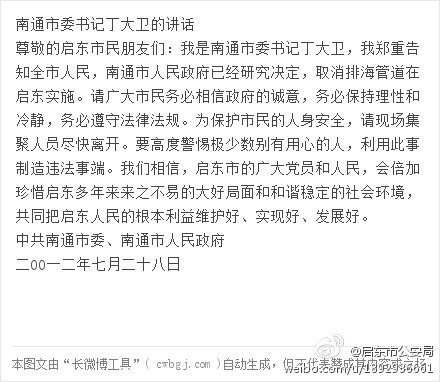 南通市委书记丁大卫的讲话
尊敬的启东市民朋友们：我是南通市委书记丁大卫，我郑重告
知全市人民，南通市人民政府已经研究决定，取消排海管道在
启东实施。请广大市民务必相信政府的诚意，务必保持理性和
冷静，务必遵守法律法规。为保护市民的人身安全，请现场集
聚人员尽快离开。要高度警惕极少数别有用心的人，利用此事
制造违法事端。我们相信，启东市的广大党员和人民，会倍加
珍惜启东多年来来之不易的大好局面和和谐稳定的社会环境，
共同把启东人民的根本利益维护好、实现好、发展好。
中共南通市委、南通市人民政府
二00一二年七月二十八日
@启东市公安局
本图文由“长微博工具”( cwbgj.com )自动生成，但不代表赞成其内容或立场
weibo.com/u/1392936661